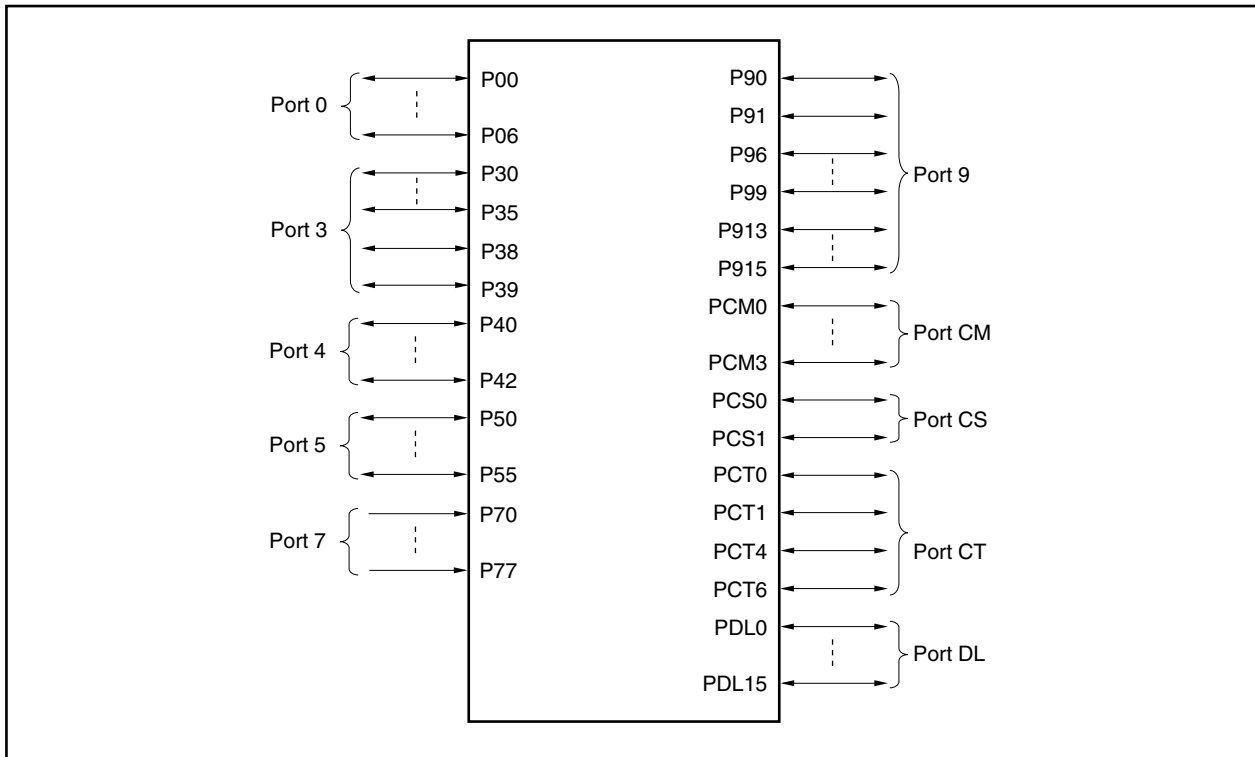 Port 0
P00
P06
Port 3
P30
P35
P38
P39
Port 4
P40
P42
Port 5
P50
P55
Port 7
P70
P77
P90
P91
P96
P99
P913
P915
Port 9
PCM0
PCM3
Port CM
PCS0
PCS1
Port CS
PCT0
PCT1
PCT4
PCT6
Port CT
PDL0
PDL15
Port DL